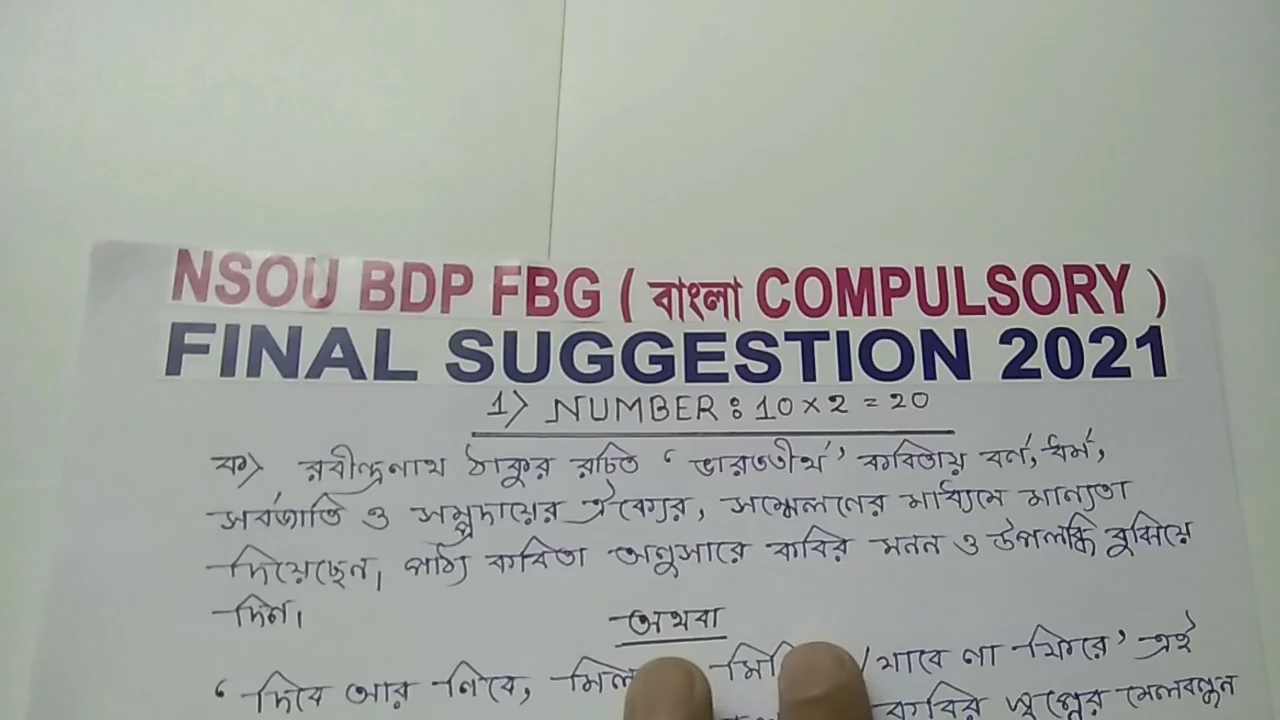 NSOU BDP FBG ( বাংলা COMPULSORY )
FINAL SUGGESTION 2021
1> NUMBER : 10 x 2 = 20
ক> রবীন্দ্রনাথ ঠাকুর রচিত ' ভারততীর্থ' কবিতায় বর্ণ, ধর্ম,
সর্বজাতি ও সম্প্রদায়ের ঐক্যের, সম্মেলনের মাধ্যমে মান্যতা
দিয়েছেন, পাঠ্য কবিতা অনুসারে কবির মনন ও উপলব্ধি বুঝিয়ে
দিন।
অথবা
' দিবে আর নিবে, / যাবে না ফিরে' এই
কবির স্বপ্নের মেলবন্ধন